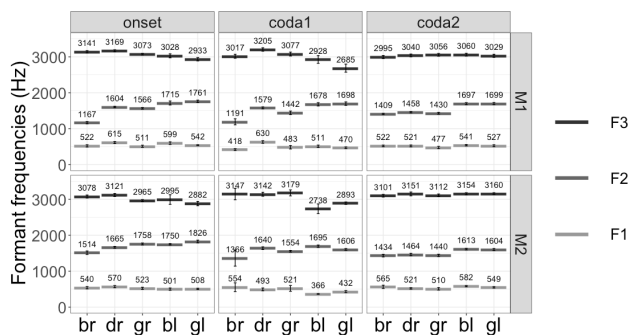 onset coda1 coda2
3141 3169 3073 3028 2933
3017 3205 3077 2928 2685
2995 3040 3056 3060 3029
1167 1604 1566 1715 1761
1191 1579 1442 1678 1698
1409 1458 1430 1697 1699
522 615 511 599 542
418 630 483 511 470
522 521 477 541 527
M1
3078 3121 2965 2995 2882
3147 3142 3179 2738 2893
3101 3151 3112 3154 3160
1514 1665 1758 1750 1826
1366 1640 1554 1695 1606
1434 1464 1440 1613 1604
540 570 523 501 508
554 493 521 366 432
565 521 510 582 549
M2
Formant frequencies (Hz)
3000
2000
1000
0
3000
2000
1000
0
br dr gr bl gl br dr gr bl gl br dr gr bl gl
F3
F2
F1